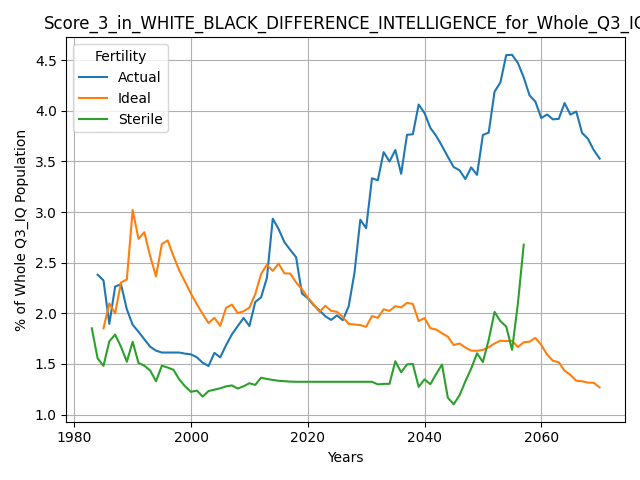 Score_3_in_WHITE_BLACK_DIFFERENCE_INTELLIGENCE_for_Whole_Q3_IQ
Fertility
Actual
Ideal
Sterile
% of Whole Q3_IQ Population
4.5
4.0
3.5
3.0
2.5
2.0
1.5
1.0
1980 2000 2020 2040 2060
Years